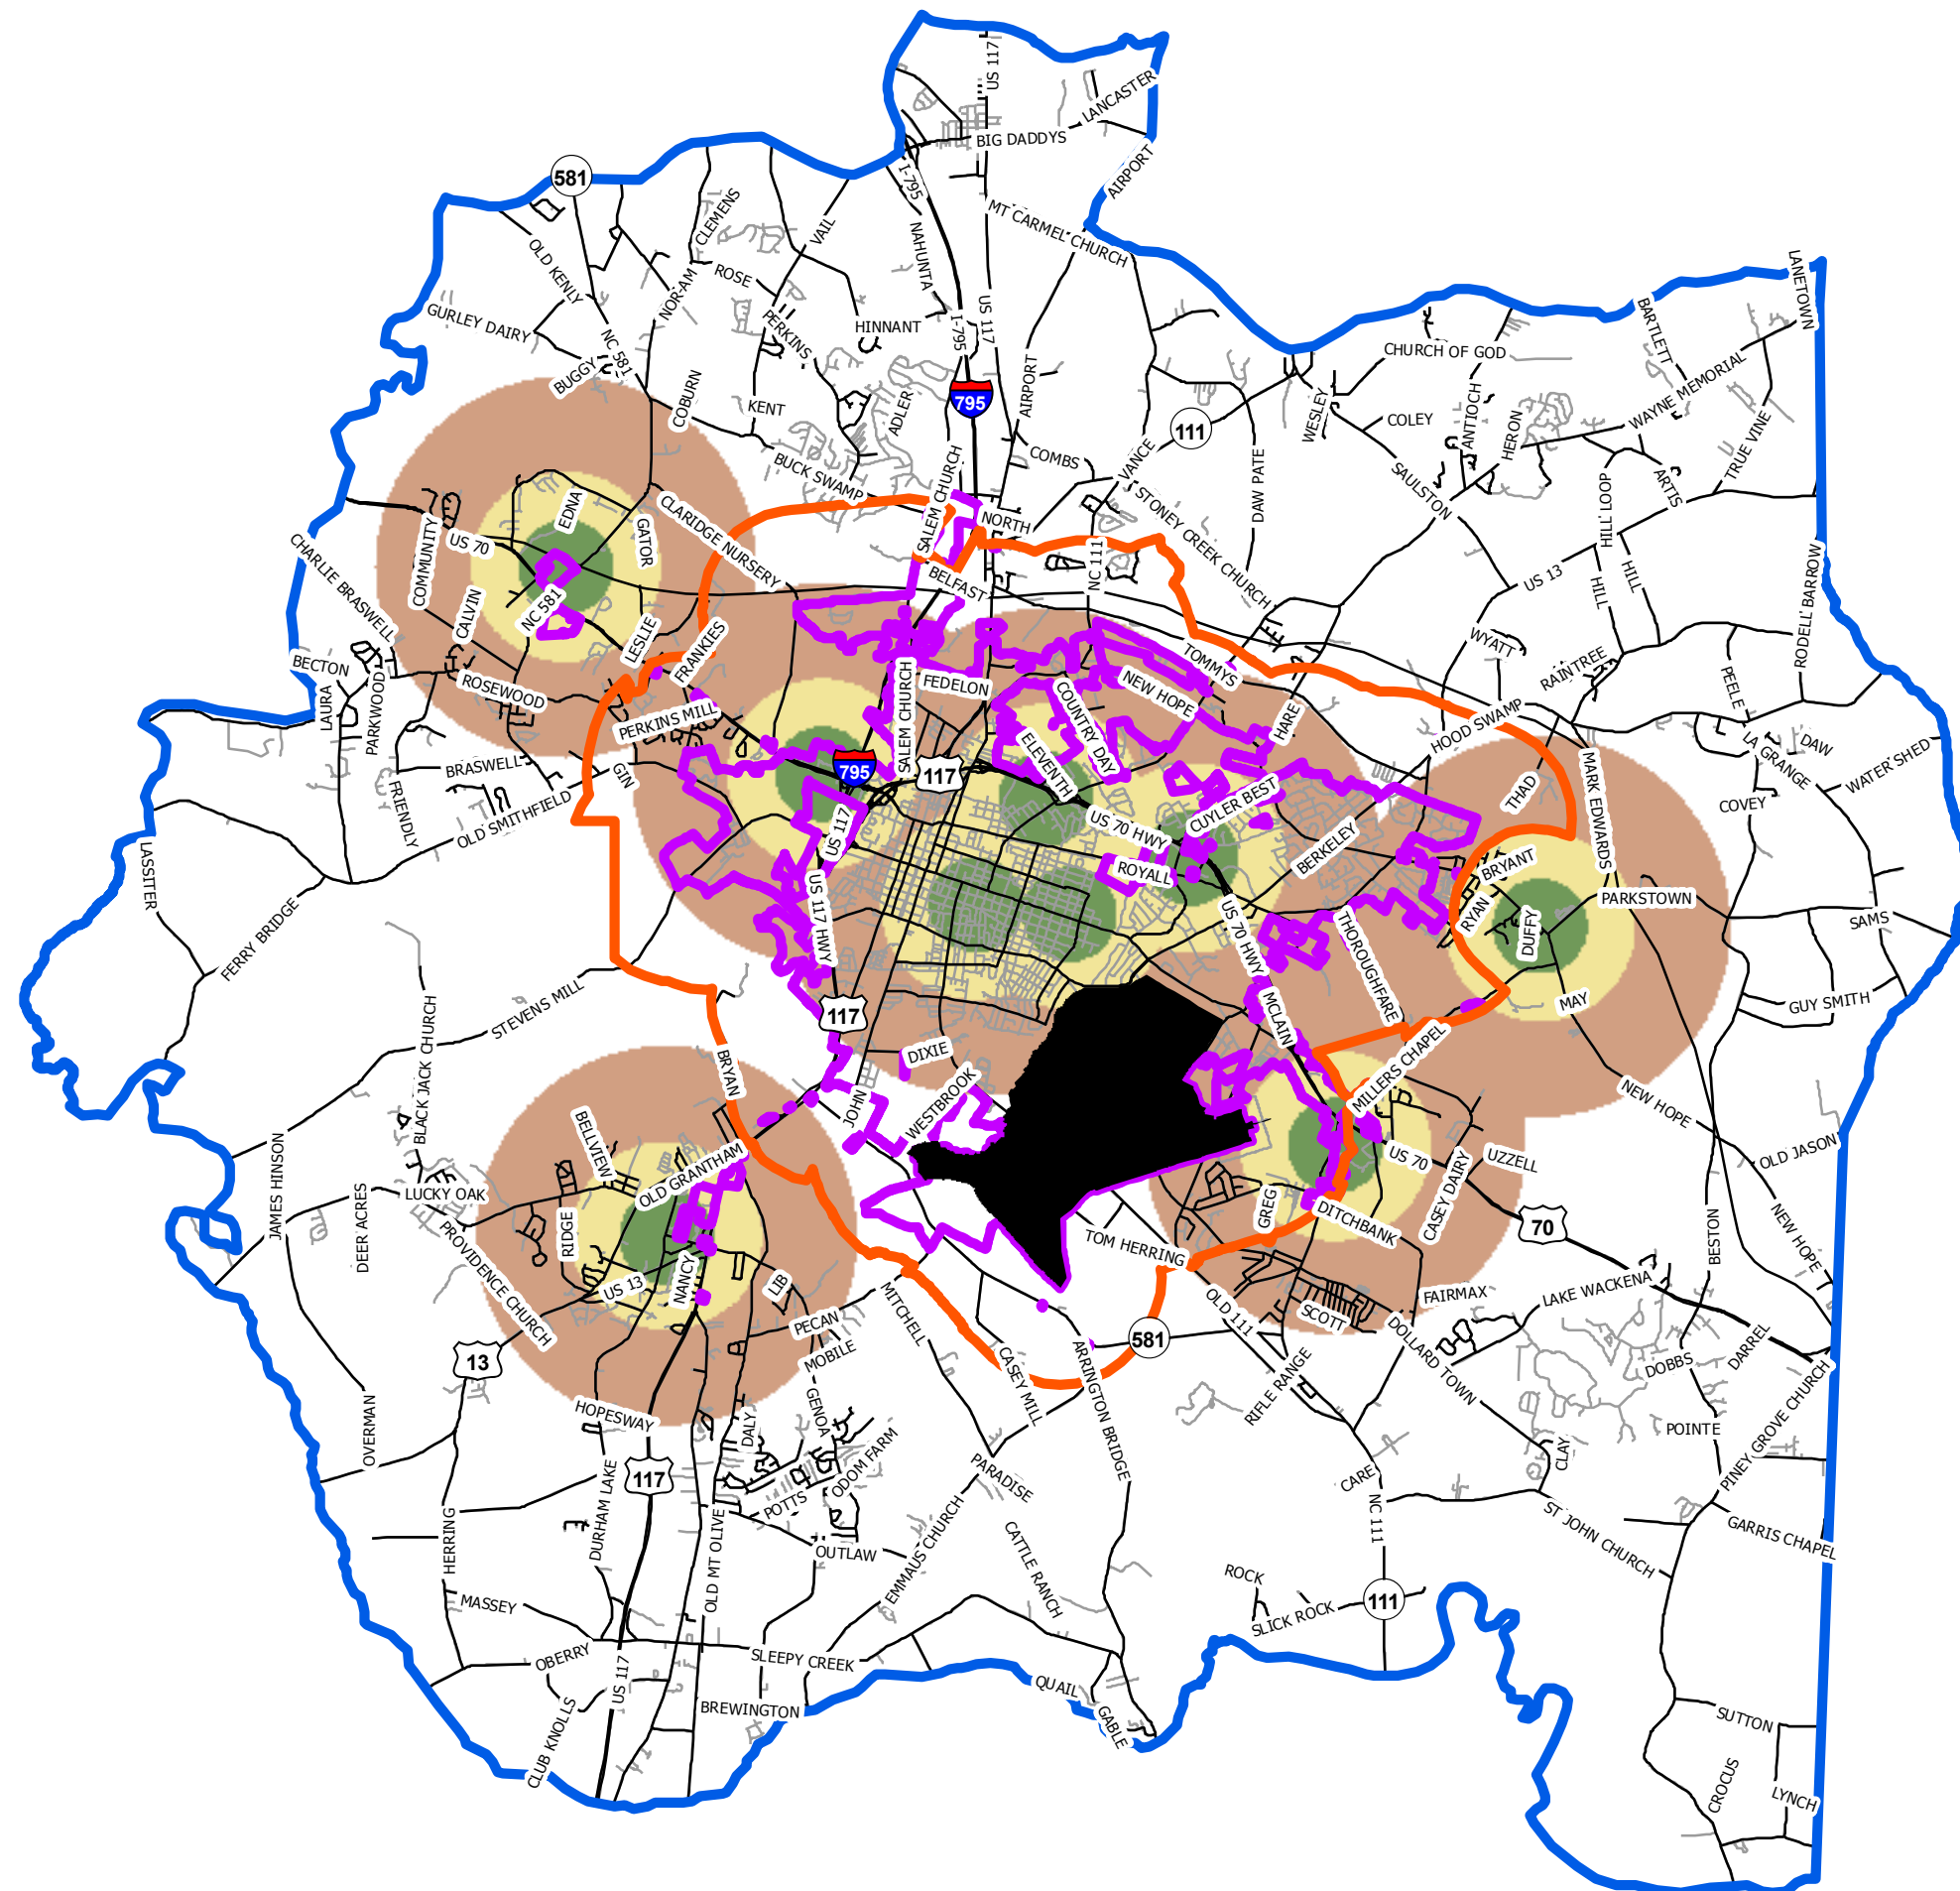 US 117
LANCASTER
BIG DADDYS
AIRPORT
581
I-795
CLEMENS
VAIL
NAHUNTA
MT CARMEL CHURCH
OLD KENLY
ROSE
NOR-AM
LANETOWN
GURLEY DAIRY
PERKINS
HINNANT
I-795
US 117
BARTLETT
NC 581
BUGGY
COBURN
KENT
ADLER
795
AIRPORT
CHURCH OF GOD
WAYNE MEMORIAL
WESLEY
COLEY
ANTIOCH
HERON
TRUE VINE
111
COMBS
VANCE
DAW PATE
SAULSTON
ARTIS
HILL LOOP
BUCK SWAMP
SALEM CHURCH
NORTH
STONEY CREEK CHURCH
EDNA
GATOR
CLARIDGE NURSERY
US 70
COMMUNITY
CHARLIE BRASWELL
BELFAST
NC 111
US 13
HILL
HILL
RODELL BARROW
CALVIN
NC 581
LESLIE
FRANKIES
TOMMYS
WYATT
RAINTREE
PEELE
BECTON
LAURA
PARKWOOD
ROSEWOOD
PERKINS MILL
SALEM CHURCH
FEDELON
COUNTRY DAY
NEW HOPE
HARE
HOOD SWAMP
LA GRANGE
DAW
WATER SHED
BRASWELL
FRIENDLY
GIN
OLD SMITHFIELD
795
117
ELEVENTH
CUYLER BEST
US 70 HWY
THAD
MARK EDWARDS
COVEY
US 117
ROYALL
BERKELEY
BRYANT
LASSITER
FERRY BRIDGE
US 117 HWY
US 70 HWY
THOROUGHFARE
RYAN
DUFFY
PARKSTOWN
SAMS
STEVENS MILL
117
MCLAIN
MAY
GUY SMITH
BLACK JACK CHURCH
BRYAN
DIXIE
JOHN
WESTBROOK
MILLERS CHAPEL
NEW HOPE
OLD JASON
JAMES HINSON
DEER ACRES
LUCKY OAK
BELLVIEW
OLD GRANTHAM
US 70
UZZELL
CASEY DAIRY
RIDGE
PROVIDENCE CHURCH
GREG
DITCHBANK
70
BESTON
NEW HOPE
TOM HERRING
US 13
NANCY
LIB
PECAN
MITCHELL
OLD 111
SCOTT
FAIRMAX
LAKE WACKENA
13
MOBILE
581
CASEY MILL
ARRINGTON BRIDGE
RIFLE RANGE
DOLLARD TOWN
DOBBS
DARREL
OVERMAN
HOPESWAY
GENOA
DALY
ODOM FARM
POINTE
PINEY GROVE CHURCH
117
DURHAM LAKE
POTTS
PARADISE
CARE
CLAY
HERRING
OLD MT OLIVE
OUTLAW
EMMAUS CHURCH
CATTLE RANCH
NC 111
ST JOHN CHURCH
GARRIS CHAPEL
MASSEY
ROCK
SLICK ROCK
111
OBERRY
US 117
SLEEPY CREEK
QUAIL
GABLE
CLUB KNOLLS
BREWINGTON
SUTTON
CROCUS
LYNCH